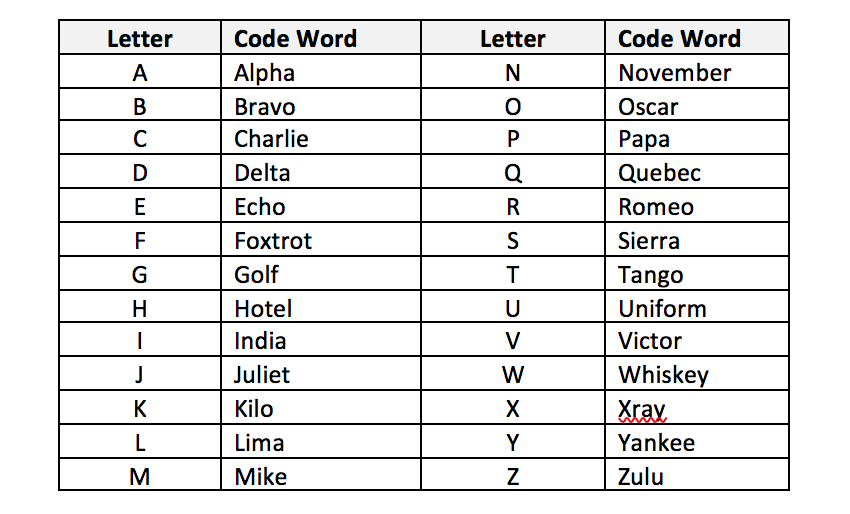 Letter Code Word Letter Code Word
A Alpha N November
B Bravo O Oscar
C Charlie P Papa
D Delta Q Quebec
E Echo R Romeo
F Foxtrot S Sierra
G Golf T Tango
H Hotel U Uniform
I India V Victor
J Juliet W Whiskey
K Kilo X Xray
L Lima Y Yankee
M Mike Z Zulu